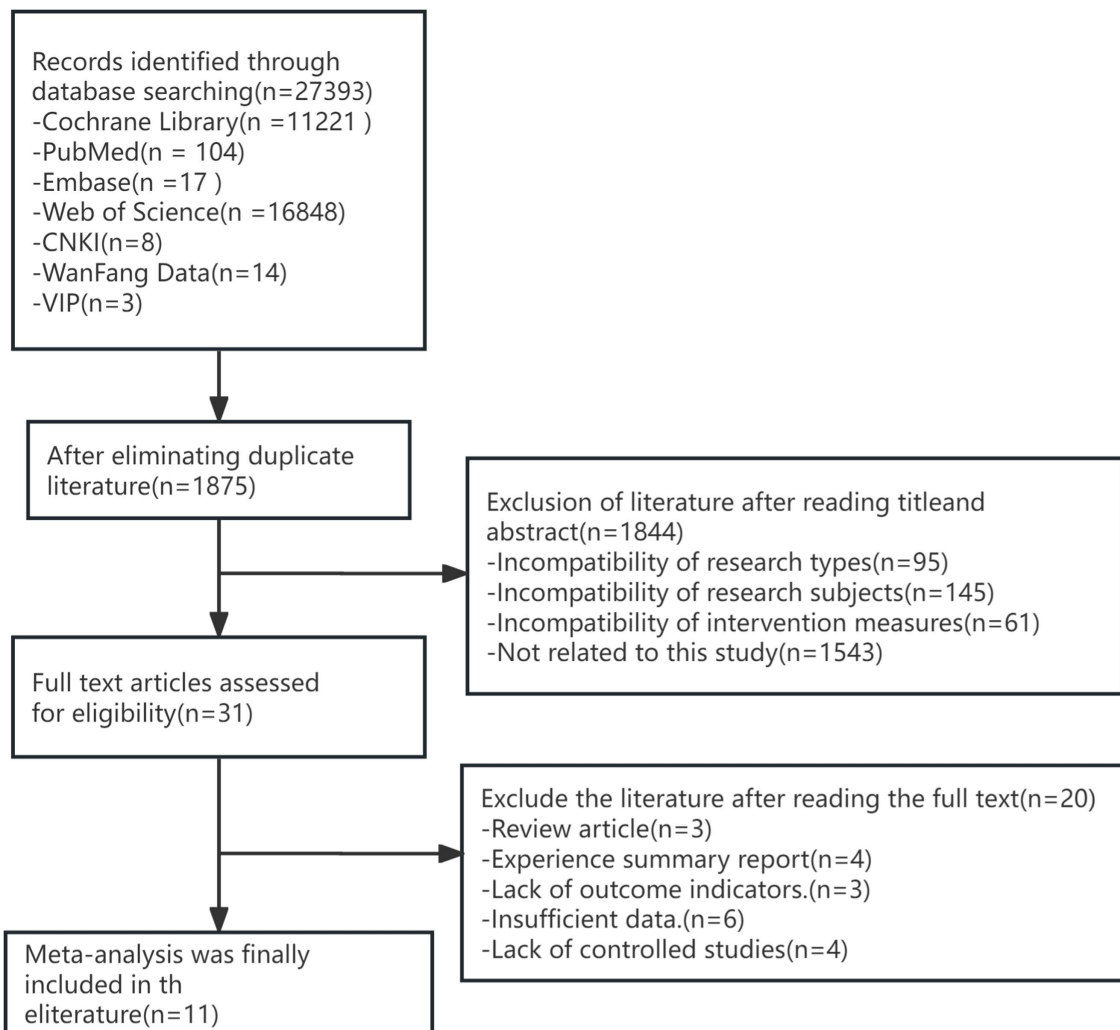 Records identified through
database searching(n=27393)
-Cochrane Library(n =11221 )
-PubMed(n = 104)
-Embase(n =17 )
-Web of Science(n =16848)
-CNKI(n=8)
-WanFang Data(n=14)
-VIP(n=3)
After eliminating duplicate
literature(n=1875)
Exclusion of literature after reading titleand
abstract(n=1844)
-Incompatibility of research types(n=95)
-Incompatibility of research subjects(n=145)
-Incompatibility of intervention measures(n=61)
-Not related to this study(n=1543)
Full text articles assessed
for eligibility(n=31)
Exclude the literature after reading the full text(n=20)
-Review article(n=3)
-Experience summary report(n=4)
-Lack of outcome indicators.(n=3)
-Insufficient data.(n=6)
-Lack of controlled studies(n=4)
Meta-analysis was finally
included in th
eliterature(n=11)